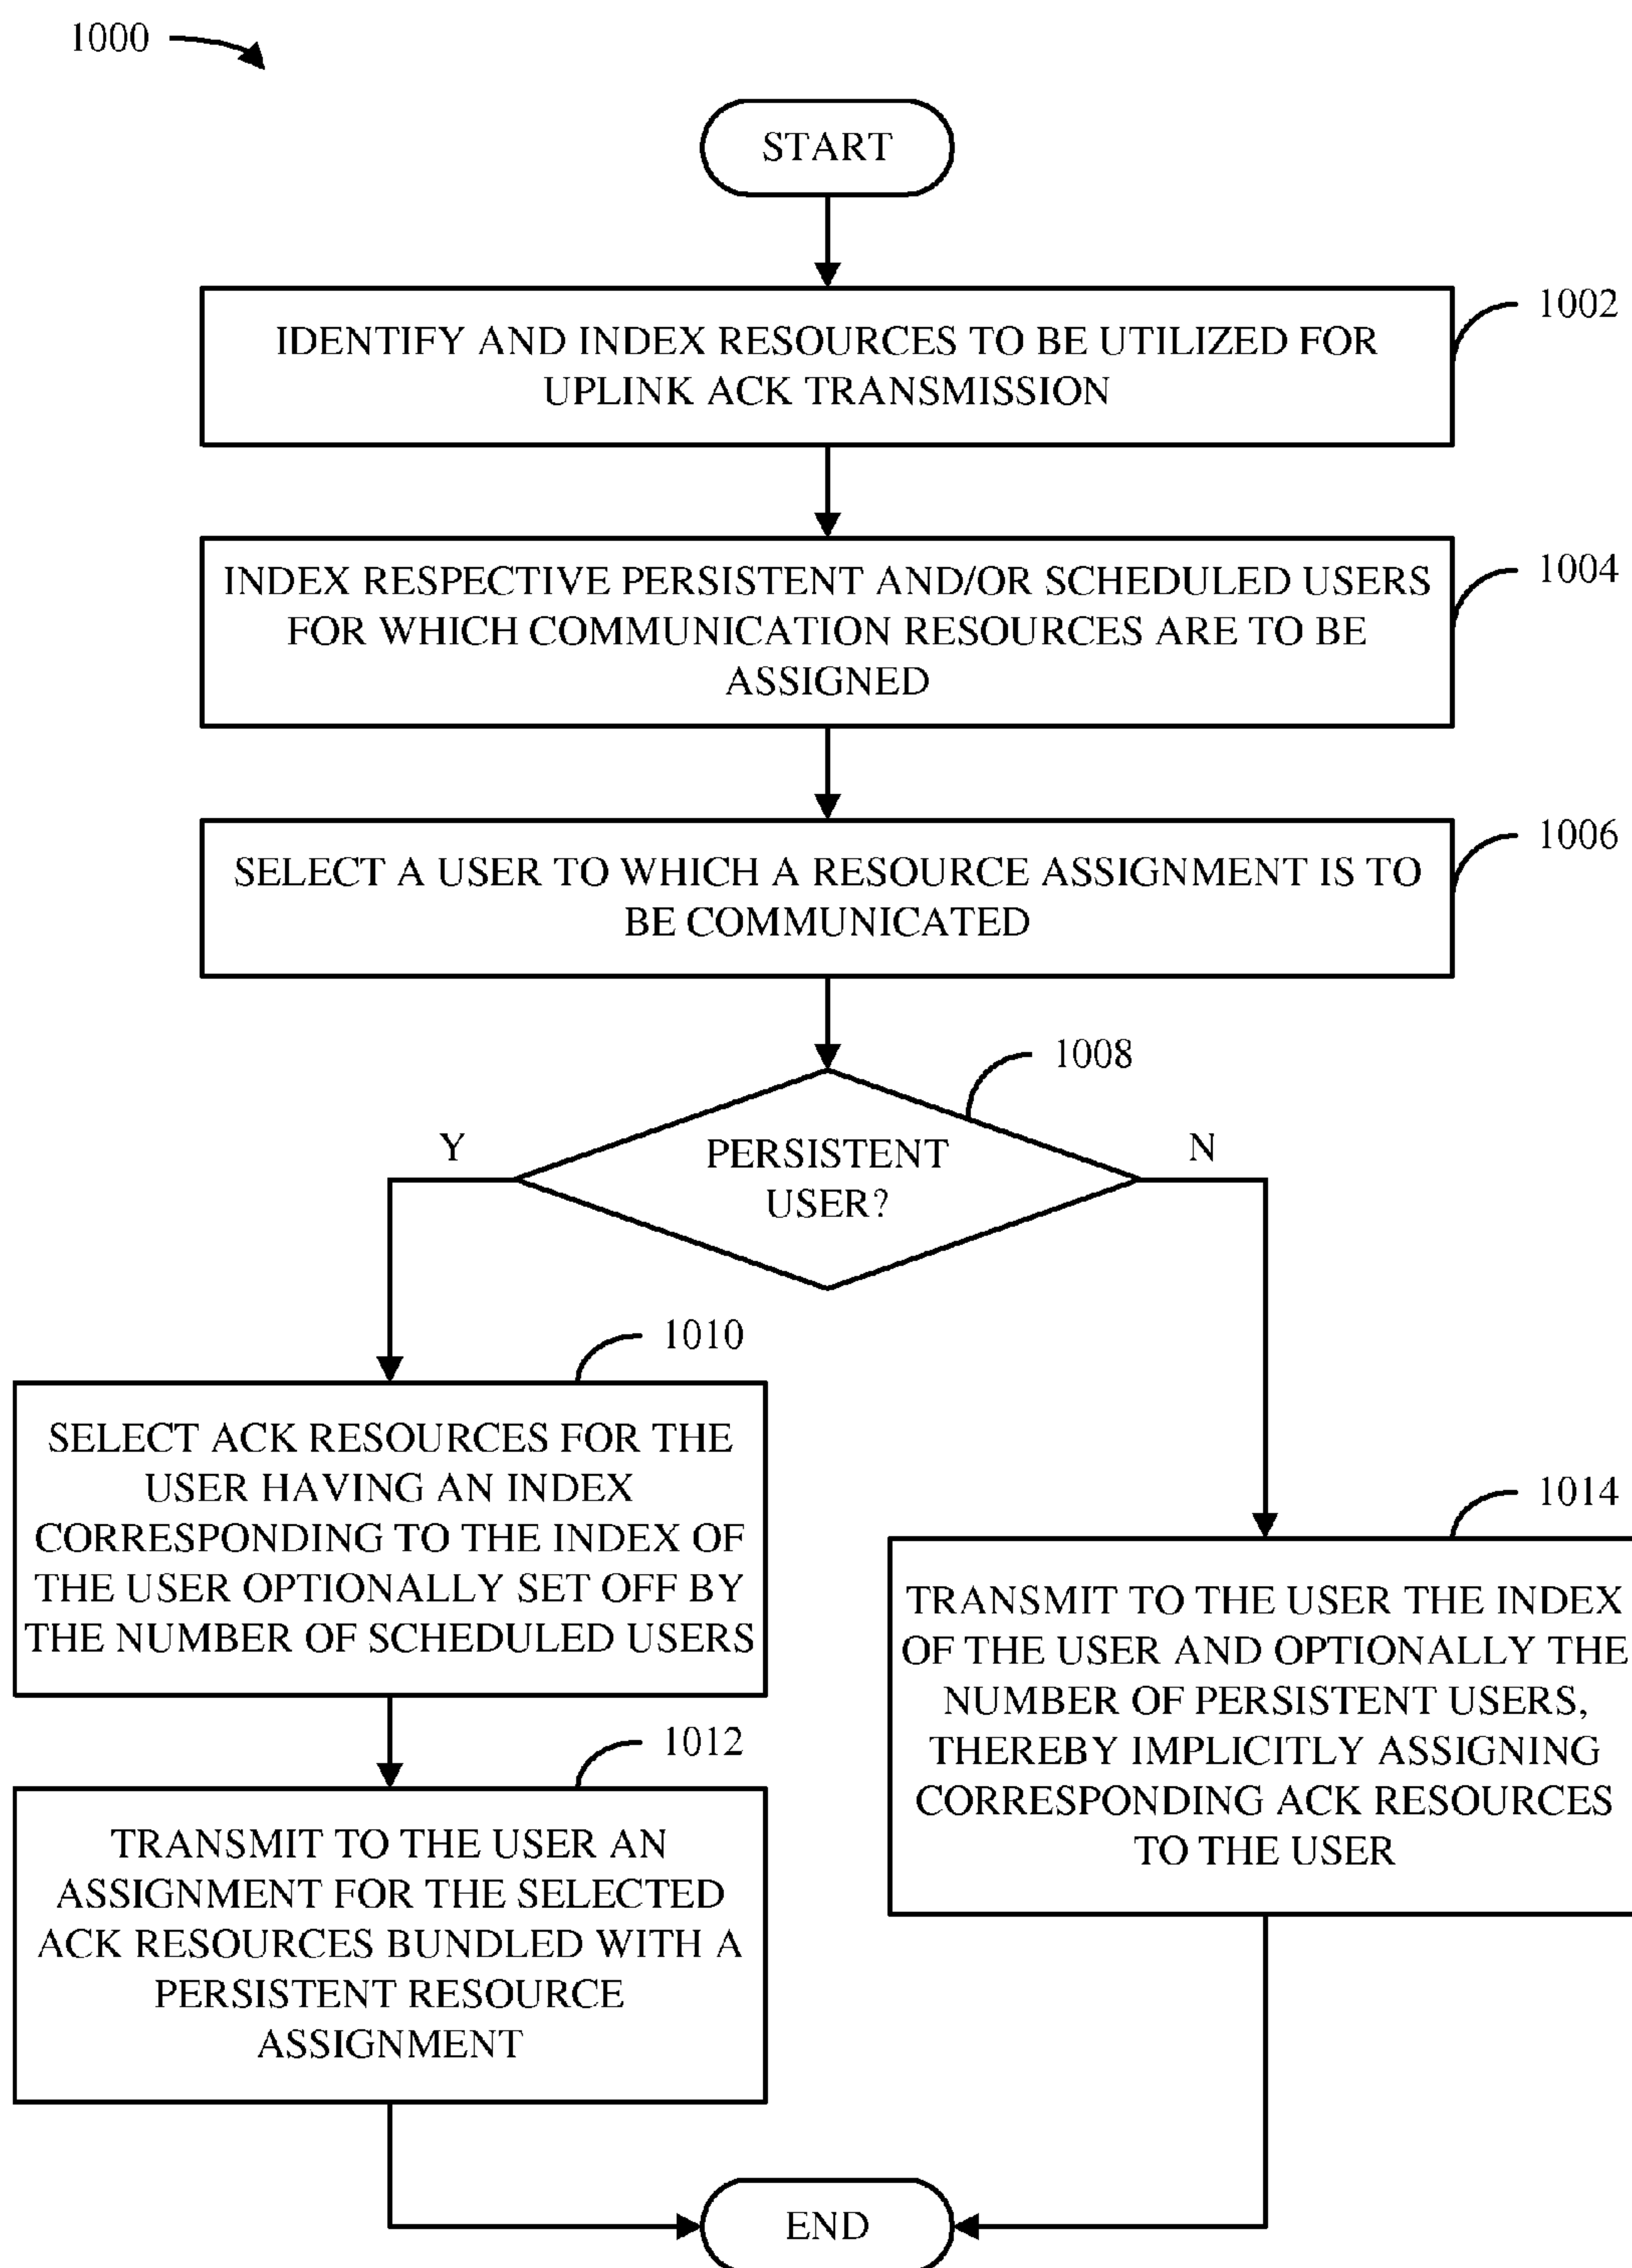 1000
START
IDENTIFY AND INDEX RESOURCES TO BE UTILIZED FOR
UPLINK ACK TRANSMISSION
1002
INDEX RESPECTIVE PERSISTENT AND/OR SCHEDULED USERS
FOR WHICH COMMUNICATION RESOURCES ARE TO BE
ASSIGNED
1004
SELECT A USER TO WHICH A RESOURCE ASSIGNMENT IS TO
BE COMMUNICATED
1006
PERSISTENT
USER?
1008
Y
N
1010
SELECT ACK RESOURCES FOR THE
USER HAVING AN INDEX
CORRESPONDING TO THE INDEX OF
THE USER OPTIONALLY SET OFF BY
THE NUMBER OF SCHEDULED USERS
1012
TRANSMIT TO THE USER AN
ASSIGNMENT FOR THE SELECTED
ACK RESOURCES BUNDLED WITH A
PERSISTENT RESOURCE
ASSIGNMENT
1014
TRANSMIT TO THE USER THE INDEX
OF THE USER AND OPTIONALLY THE
NUMBER OF PERSISTENT USERS,
THEREBY IMPLICITLY ASSIGNING
CORRESPONDING ACK RESOURCES
TO THE USER
END